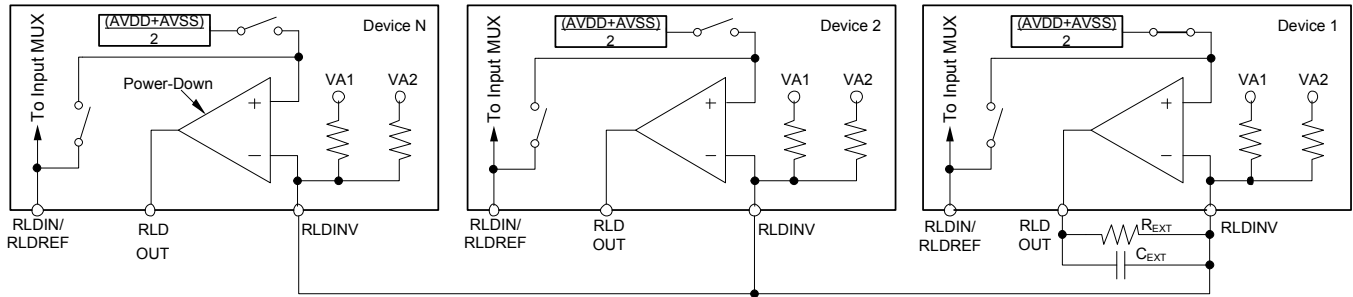 To Input MUX
(AVDD+AVSS)
2
Device N
Power-Down
VA1
VA2
+
−
RLDIN/
RLDREF
RLD
OUT
RLDINV
To Input MUX
(AVDD+AVSS)
2
Device 2
VA1
VA2
+
−
RLDIN/
RLDREF
RLD
OUT
RLDINV
To Input MUX
(AVDD+AVSS)
2
Device 1
VA1
VA2
+
−
RLDIN/
RLDREF
RLD
OUT
RLDINV
REXT
CEXT